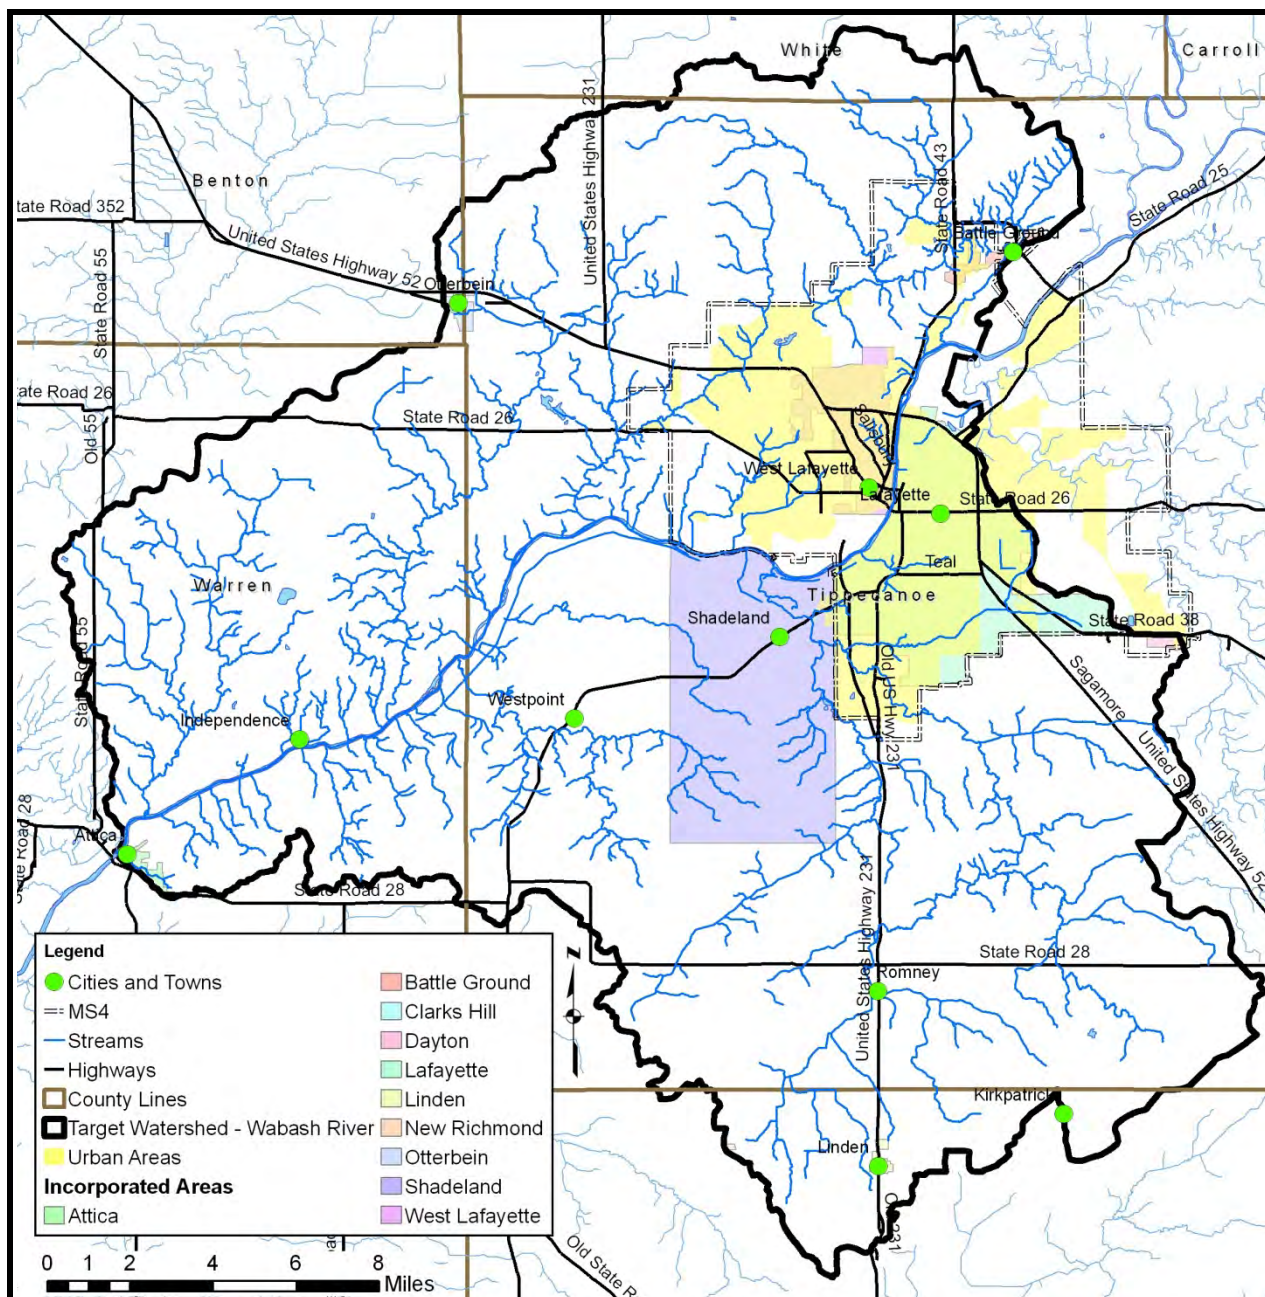 White
Carroll
United States Highway 231
State Road 43
Benton
State Road 25
tate Road 352
United States Highway 52
Battle Ground
State Road 55
Otterbein
tate Road 26
State Road 26
Old 55
Salisbury
West Lafayette
Lafayette
State Road 26
Teal
Warren
Tippecanoe
Shadeland
State Road 38
State Road 55
Sagamore
Old US Hwy 231
Westpoint
Independence
United States Highway 52
State Road 28
Attica
State Road 28
United States Highway 231
State Road 28
Romney
Kirkpatrick
Linden
231
Old State R
N
Legend
Cities and Towns
MS4
Streams
Highways
County Lines
Target Watershed - Wabash River
Urban Areas
Incorporated Areas
Attica
Battle Ground
Clarks Hill
Dayton
Lafayette
Linden
New Richmond
Otterbein
Shadeland
West Lafayette
0 1 2 4 6 8
Miles